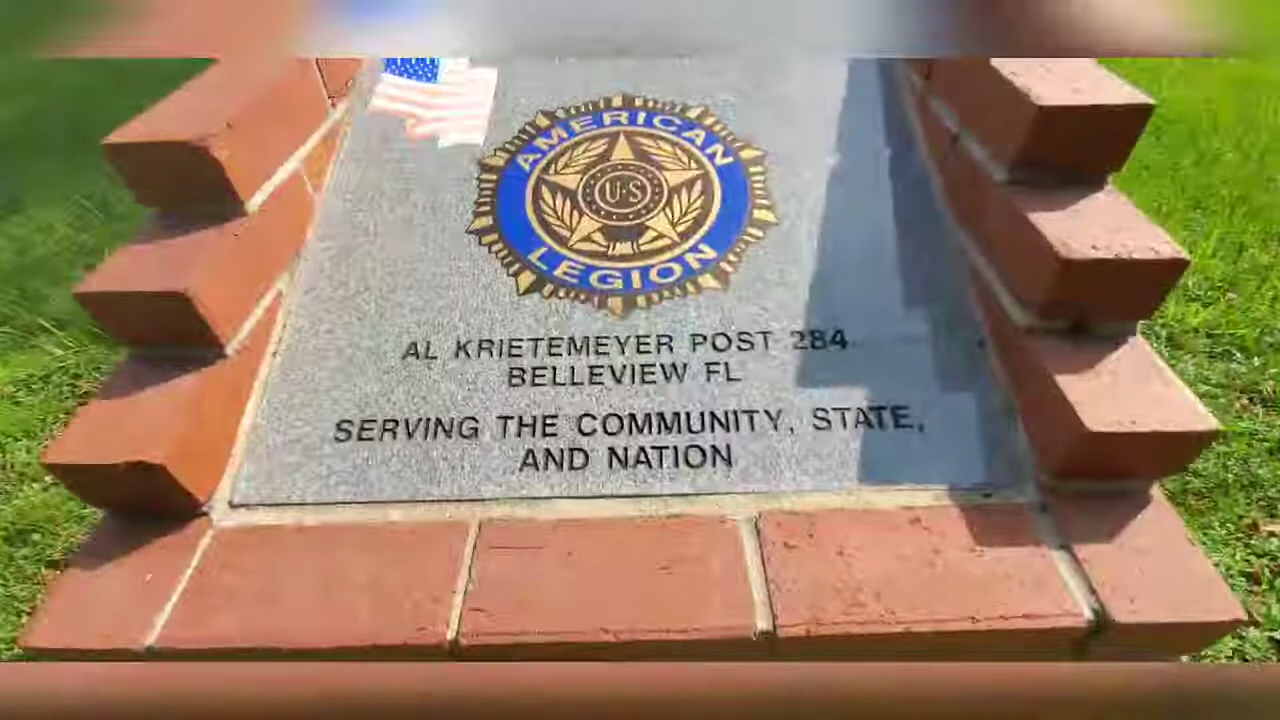 AMERICAN
U·S
LEGION
AL KRIETEMEYER POST 284
BELLEVIEW FL
SERVING THE COMMUNITY, STATE,
AND NATION